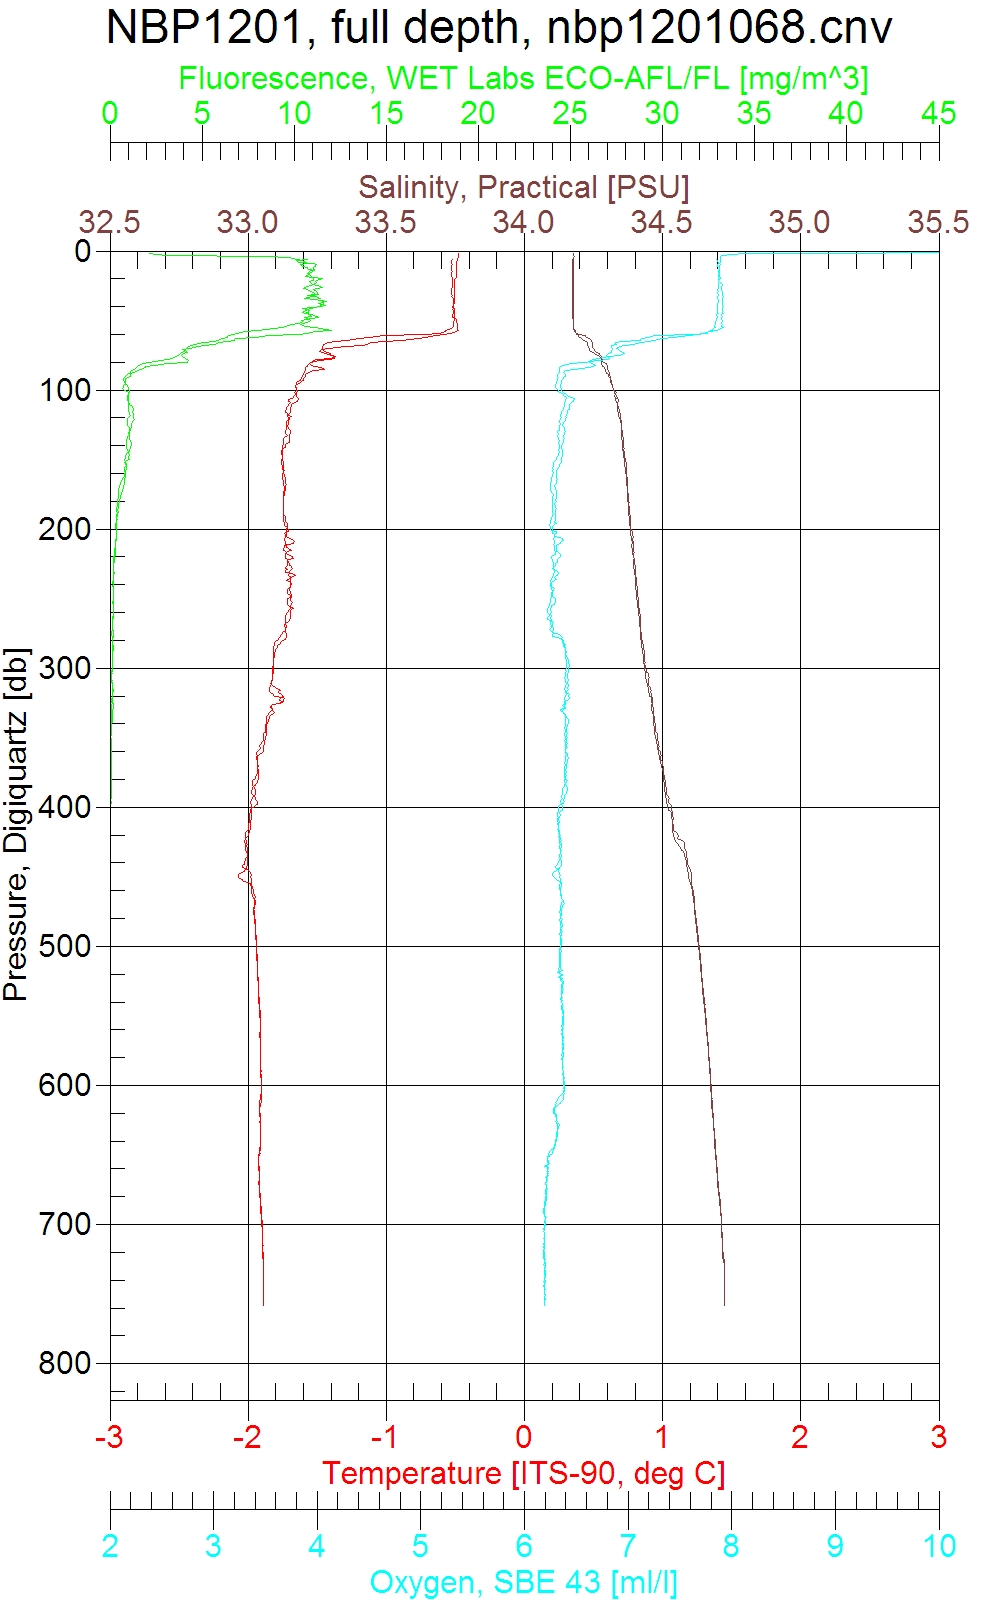 NBP1201, full depth, nbp1201068.cnv
Fluorescence, WET Labs ECO-AFL/FL [mg/m^3]
0 5 10 15 20 25 30 35 40 45
Salinity, Practical [PSU]
32.5 33.0 33.5 34.0 34.5 35.0 35.5
0
100
200
300
400
500
600
700
800
Pressure, Digiquartz [db]
-3 -2 -1 0 1 2 3
Temperature [ITS-90, deg C]
2 3 4 5 6 7 8 9 10
Oxygen, SBE 43 [ml/l]